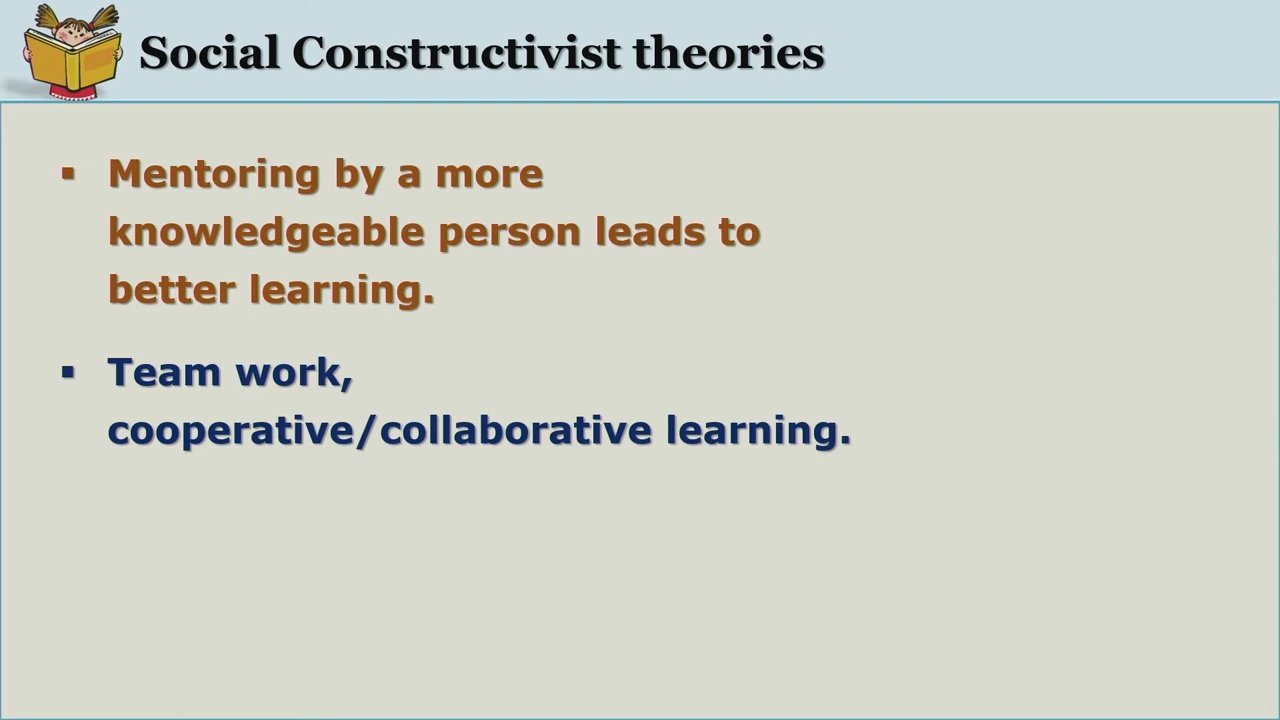 Social Constructivist theories
▪ Mentoring by a more
knowledgeable person leads to
better learning.
▪ Team work,
cooperative/collaborative learning.